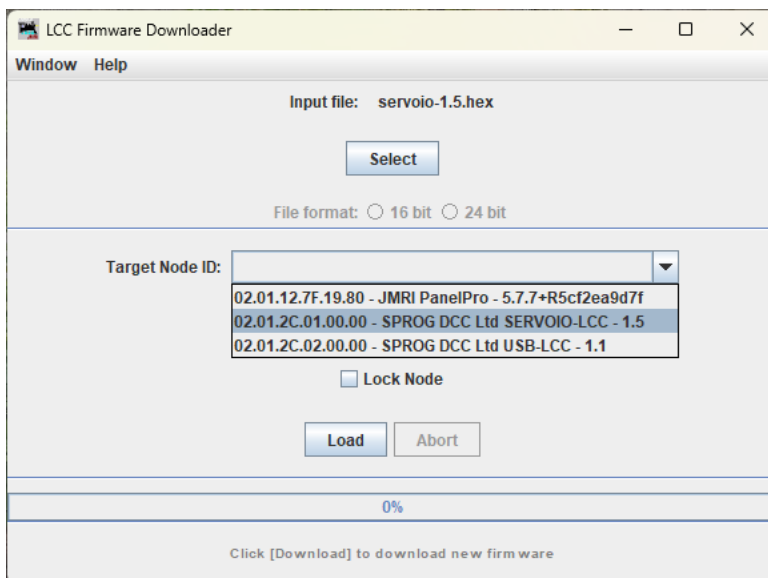 LCC Firmware Downloader
Window Help
Input file: servoio-1.5.hex
Select
File format: 16 bit 24 bit
Target Node ID:
02.01.12.7F.19.80 - JMRI PanelPro - 5.7.7+R5cf2ea9d7f
02.01.2C.01.00.00 - SPROG DCC Ltd SERVOIO-LCC - 1.5
02.01.2C.02.00.00 - SPROG DCC Ltd USB-LCC - 1.1
Lock Node
Load Abort
0%
Click [Download] to download new firmware